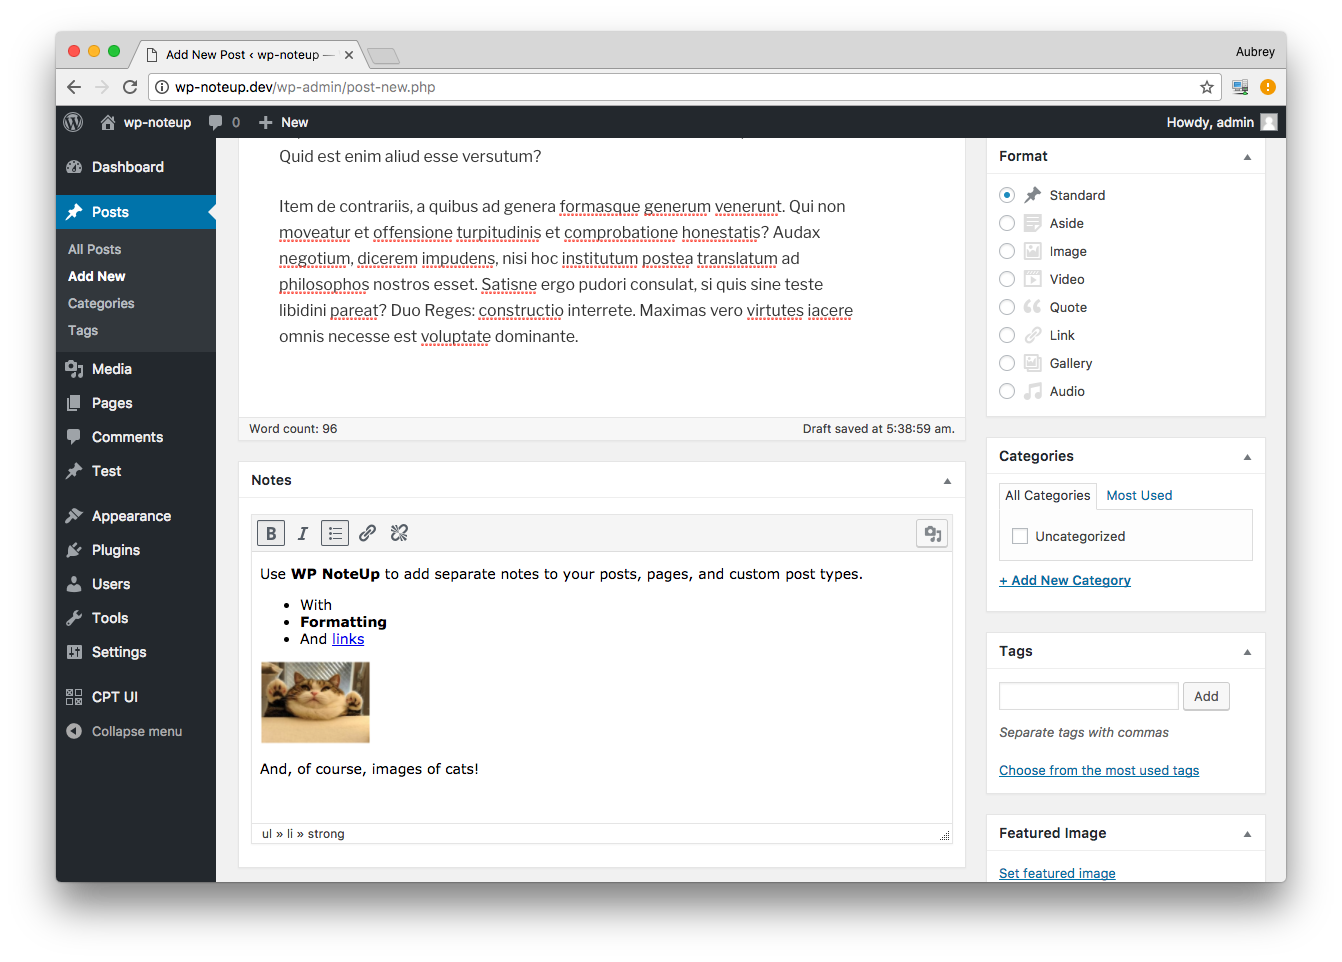 Add New Post ‹ wp-noteup —
Aubrey
wp-noteup.dev/wp-admin/post-new.php
wp-noteup
0
New
Howdy, admin
Dashboard
Posts
All Posts
Add New
Categories
Tags
Media
Pages
Comments
Test
Appearance
Plugins
Users
Tools
Settings
CPT UI
Collapse menu
Quid est enim aliud esse versutum?
Item de contrariis, a quibus ad genera formasque generum venerunt. Qui non
moveatur et offensione turpitudinis et comprobatione honestatis? Audax
negotium, dicerem impudens, nisi hoc institutum postea translatum ad
philosophos nostros esset. Satisne ergo pudori consulat, si quis sine teste
libidini pareat? Duo Reges: constructio interrete. Maximas vero virtutes iacere
omnis necesse est voluptate dominante.
Word count: 96
Draft saved at 5:38:59 am.
Notes
B I
Use WP NoteUp to add separate notes to your posts, pages, and custom post types.
• With
• Formatting
• And links
And, of course, images of cats!
ul » li » strong
Format
Standard
Aside
Image
Video
Quote
Link
Gallery
Audio
Categories
All Categories
Most Used
Uncategorized
+ Add New Category
Tags
Add
Separate tags with commas
Choose from the most used tags
Featured Image
Set featured image